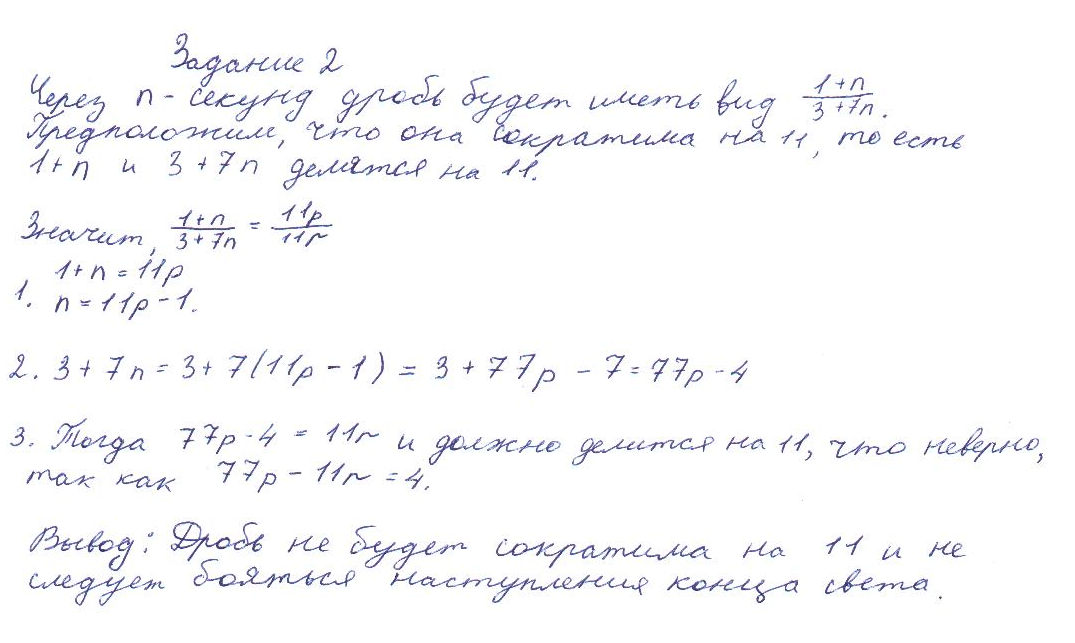 Задание 2
Через n - секунд дробь будет иметь вид (1+n)/(3+7n).
Предположим, что она сократима на 11, то есть
1+n и 3+7n делятся на 11.
Значит, (1+n)/(3+7n) = 11p/11r
1+n = 11p
1. n = 11p - 1.
2. 3 + 7n = 3 + 7(11p - 1) = 3 + 77p - 7 = 77p - 4
3. Тогда 77p - 4 = 11r и должно делится на 11, что неверно,
так как 77p - 11r = 4.
Вывод: Дробь не будет сократима на 11 и не
следует бояться наступления конца света.